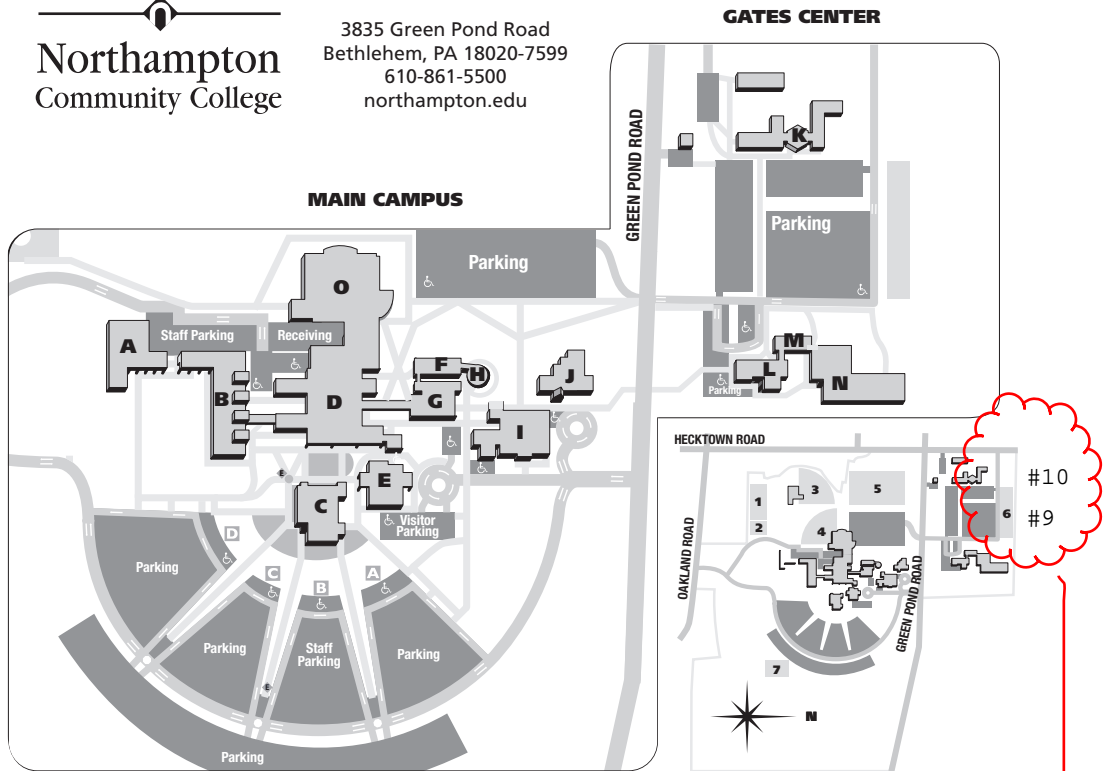 Northampton
Community College
3835 Green Pond Road
Bethlehem, PA 18020-7599
610-861-5500
northampton.edu
GATES CENTER
GREEN POND ROAD
K
Parking
MAIN CAMPUS
Parking
O
Staff Parking
Receiving
A
B
D
F
H
G
J
I
M
L
N
Parking
E
C
E
Visitor
Parking
D
C
B
A
Parking
Parking
Staff
Parking
Parking
E
Parking
HECKTOWN ROAD
OAKLAND ROAD
GREEN POND ROAD
1
2
3
4
5
6
7
#10
#9
N